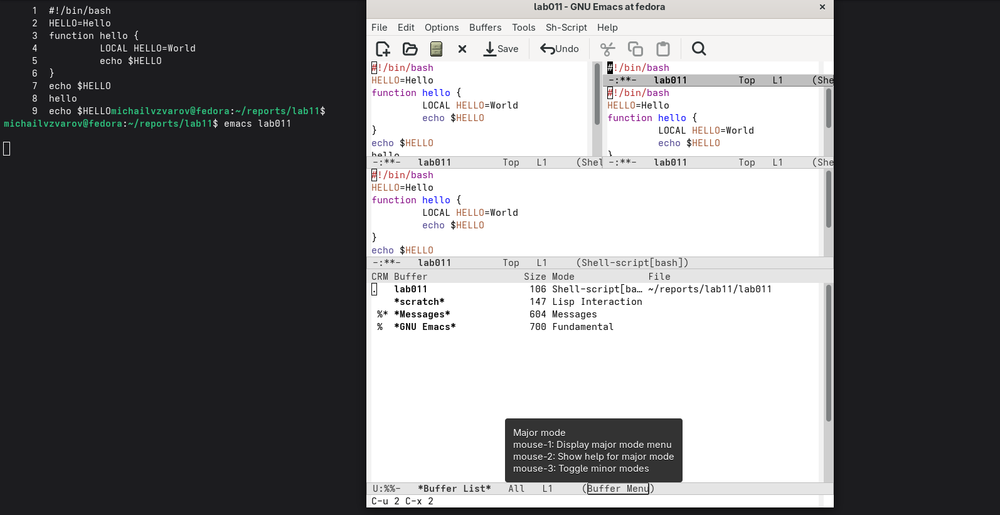 1 #!/bin/bash
2 HELLO=Hello
3 function hello {
4 LOCAL HELLO=World
5 echo $HELLO
6 }
7 echo $HELLO
8 hello
9 echo $HELLOmichailvzvarov@fedora:~/reports/lab11$
michailvzvarov@fedora:~/reports/lab11$ emacs lab011
lab011 - GNU Emacs at fedora
File Edit Options Buffers Tools Sh-Script Help
Save Undo
#!/bin/bash
HELLO=Hello
function hello {
LOCAL HELLO=World
echo $HELLO
}
echo $HELLO
hello
-:**- lab011 Top L1 (Shel
#!/bin/bash
-:**- lab011 Top L1 (She
#!/bin/bash
HELLO=Hello
function hello {
LOCAL HELLO=World
echo $HELLO
}
-:**- lab011 Top L1 (She
#!/bin/bash
HELLO=Hello
function hello {
LOCAL HELLO=World
echo $HELLO
}
echo $HELLO
-:**- lab011 Top L1 (Shell-script[bash])
CRM Buffer Size Mode File
. lab011 106 Shell-script[ba… ~/reports/lab11/lab011
*scratch* 147 Lisp Interaction
%* *Messages* 604 Messages
% *GNU Emacs* 700 Fundamental
Major mode
mouse-1: Display major mode menu
mouse-2: Show help for major mode
mouse-3: Toggle minor modes
U:%%- *Buffer List* All L1 (Buffer Menu)
C-u 2 C-x 2